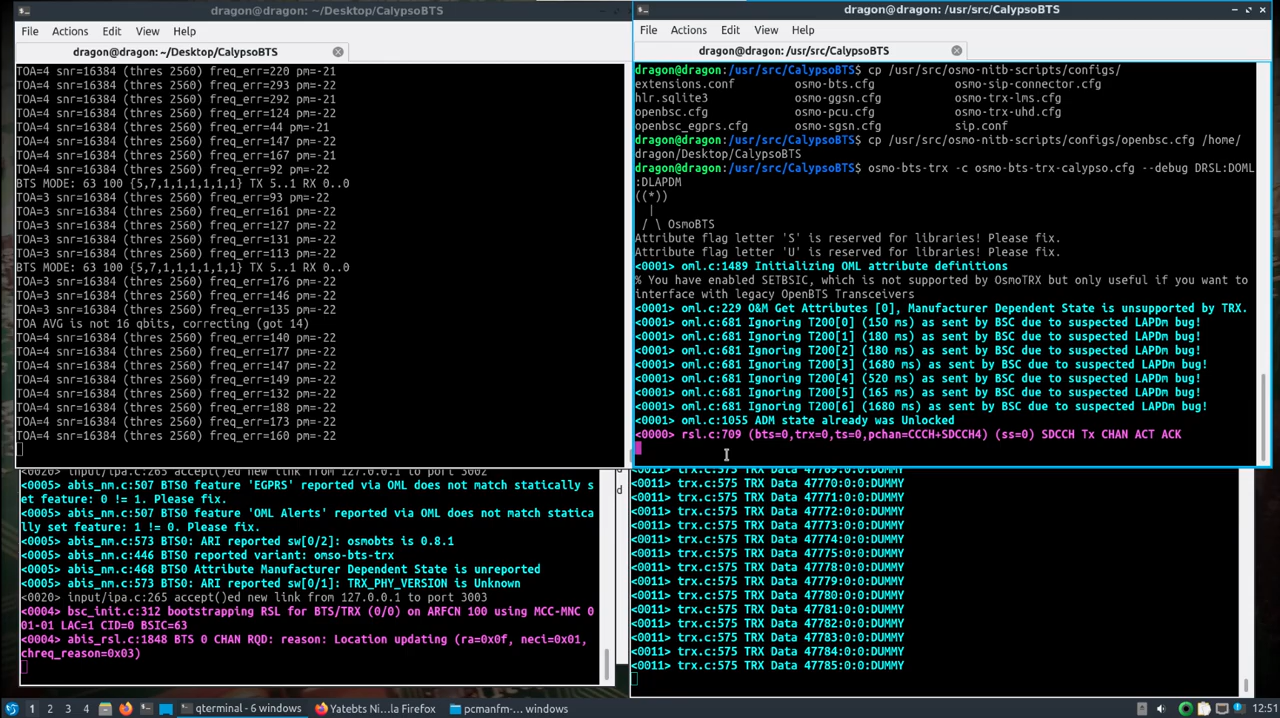 dragon@dragon: ~/Desktop/CalypsoBTS
File Actions Edit View Help
dragon@dragon: ~/Desktop/CalypsoBTS
TOA=4 snr=16384 (thres 2560) freq_err=220 pm=-21
TOA=4 snr=16384 (thres 2560) freq_err=293 pm=-22
TOA=4 snr=16384 (thres 2560) freq_err=292 pm=-21
TOA=4 snr=16384 (thres 2560) freq_err=124 pm=-22
TOA=4 snr=16384 (thres 2560) freq_err=44 pm=-21
TOA=4 snr=16384 (thres 2560) freq_err=147 pm=-22
TOA=4 snr=16384 (thres 2560) freq_err=167 pm=-21
TOA=4 snr=16384 (thres 2560) freq_err=92 pm=-22
BTS MODE: 63 100 {5,7,1,1,1,1,1,1} TX 5..1 RX 0..0
TOA=3 snr=16384 (thres 2560) freq_err=93 pm=-22
TOA=3 snr=16384 (thres 2560) freq_err=161 pm=-22
TOA=3 snr=16384 (thres 2560) freq_err=127 pm=-22
TOA=3 snr=16384 (thres 2560) freq_err=131 pm=-22
TOA=3 snr=16384 (thres 2560) freq_err=113 pm=-22
BTS MODE: 63 100 {5,7,1,1,1,1,1,1} TX 5..1 RX 0..0
TOA=3 snr=16384 (thres 2560) freq_err=176 pm=-22
TOA=3 snr=16384 (thres 2560) freq_err=146 pm=-22
TOA=3 snr=16384 (thres 2560) freq_err=135 pm=-22
TOA AVG is not 16 qbits, correcting (got 14)
TOA=4 snr=16384 (thres 2560) freq_err=140 pm=-22
TOA=4 snr=16384 (thres 2560) freq_err=177 pm=-22
TOA=4 snr=16384 (thres 2560) freq_err=147 pm=-22
TOA=4 snr=16384 (thres 2560) freq_err=149 pm=-22
TOA=4 snr=16384 (thres 2560) freq_err=132 pm=-22
TOA=4 snr=16384 (thres 2560) freq_err=188 pm=-22
TOA=4 snr=16384 (thres 2560) freq_err=173 pm=-22
TOA=4 snr=16384 (thres 2560) freq_err=160 pm=-22
dragon@dragon: /usr/src/CalypsoBTS
File Actions Edit View Help
dragon@dragon: /usr/src/CalypsoBTS
dragon@dragon:/usr/src/CalypsoBTS$ cp /usr/src/osmo-nitb-scripts/configs/
extensions.conf osmo-bts.cfg osmo-sip-connector.cfg
hlr.sqlite3 osmo-ggsn.cfg osmo-trx-lms.cfg
openbsc.cfg osmo-pcu.cfg osmo-trx-uhd.cfg
openbsc_egprs.cfg osmo-sgsn.cfg sip.conf
dragon@dragon:/usr/src/CalypsoBTS$ cp /usr/src/osmo-nitb-scripts/configs/openbsc.cfg /home/
dragon/Desktop/CalypsoBTS
dragon@dragon:/usr/src/CalypsoBTS$ osmo-bts-trx -c osmo-bts-trx-calypso.cfg --debug DRSL:DOML
:DLAPDM
((*))
|
/ \ OsmoBTS
Attribute flag letter 'S' is reserved for libraries! Please fix.
Attribute flag letter 'U' is reserved for libraries! Please fix.
<0001> oml.c:1489 Initializing OML attribute definitions
% You have enabled SETBSIC, which is not supported by OsmoTRX but only useful if you want to
interface with legacy OpenBTS Transceivers
<0001> oml.c:229 O&M Get Attributes [0], Manufacturer Dependent State is unsupported by TRX.
<0001> oml.c:681 Ignoring T200[0] (150 ms) as sent by BSC due to suspected LAPDm bug!
<0001> oml.c:681 Ignoring T200[1] (180 ms) as sent by BSC due to suspected LAPDm bug!
<0001> oml.c:681 Ignoring T200[2] (180 ms) as sent by BSC due to suspected LAPDm bug!
<0001> oml.c:681 Ignoring T200[3] (1680 ms) as sent by BSC due to suspected LAPDm bug!
<0001> oml.c:681 Ignoring T200[4] (520 ms) as sent by BSC due to suspected LAPDm bug!
<0001> oml.c:681 Ignoring T200[5] (165 ms) as sent by BSC due to suspected LAPDm bug!
<0001> oml.c:681 Ignoring T200[6] (1680 ms) as sent by BSC due to suspected LAPDm bug!
<0001> oml.c:1055 ADM state already was Unlocked
<0000> rsl.c:709 (bts=0,trx=0,ts=0,pchan=CCCH+SDCCH4) (ss=0) SDCCH Tx CHAN ACT ACK
<0020> input/ipa.c:265 accept()ed new link from 127.0.0.1 to port 3002
<0005> abis_nm.c:507 BTS0 feature 'EGPRS' reported via OML does not match statically s
et feature: 0 != 1. Please fix.
<0005> abis_nm.c:507 BTS0 feature 'OML Alerts' reported via OML does not match statica
lly set feature: 1 != 0. Please fix.
<0005> abis_nm.c:573 BTS0: ARI reported sw[0/2]: osmobts is 0.8.1
<0005> abis_nm.c:446 BTS0 reported variant: omso-bts-trx
<0005> abis_nm.c:468 BTS0 Attribute Manufacturer Dependent State is unreported
<0005> abis_nm.c:573 BTS0: ARI reported sw[0/1]: TRX_PHY_VERSION is Unknown
<0020> input/ipa.c:265 accept()ed new link from 127.0.0.1 to port 3003
<0004> bsc_init.c:312 bootstrapping RSL for BTS/TRX (0/0) on ARFCN 100 using MCC-MNC 0
01-01 LAC=1 CID=0 BSIC=63
<0004> abis_rsl.c:1848 BTS 0 CHAN RQD: reason: Location updating (ra=0x0f, neci=0x01,
chreq_reason=0x03)
d
<0011> trx.c:575 TRX Data 47769:0:0:DUMMY
<0011> trx.c:575 TRX Data 47770:0:0:DUMMY
<0011> trx.c:575 TRX Data 47771:0:0:DUMMY
<0011> trx.c:575 TRX Data 47772:0:0:DUMMY
<0011> trx.c:575 TRX Data 47773:0:0:DUMMY
<0011> trx.c:575 TRX Data 47774:0:0:DUMMY
<0011> trx.c:575 TRX Data 47775:0:0:DUMMY
<0011> trx.c:575 TRX Data 47778:0:0:DUMMY
<0011> trx.c:575 TRX Data 47779:0:0:DUMMY
<0011> trx.c:575 TRX Data 47780:0:0:DUMMY
<0011> trx.c:575 TRX Data 47781:0:0:DUMMY
<0011> trx.c:575 TRX Data 47782:0:0:DUMMY
<0011> trx.c:575 TRX Data 47783:0:0:DUMMY
<0011> trx.c:575 TRX Data 47784:0:0:DUMMY
<0011> trx.c:575 TRX Data 47785:0:0:DUMMY
1 2 3 4 qterminal - 6 windows Yatebts Ni...la Firefox pcmanfm-... windows 12:51